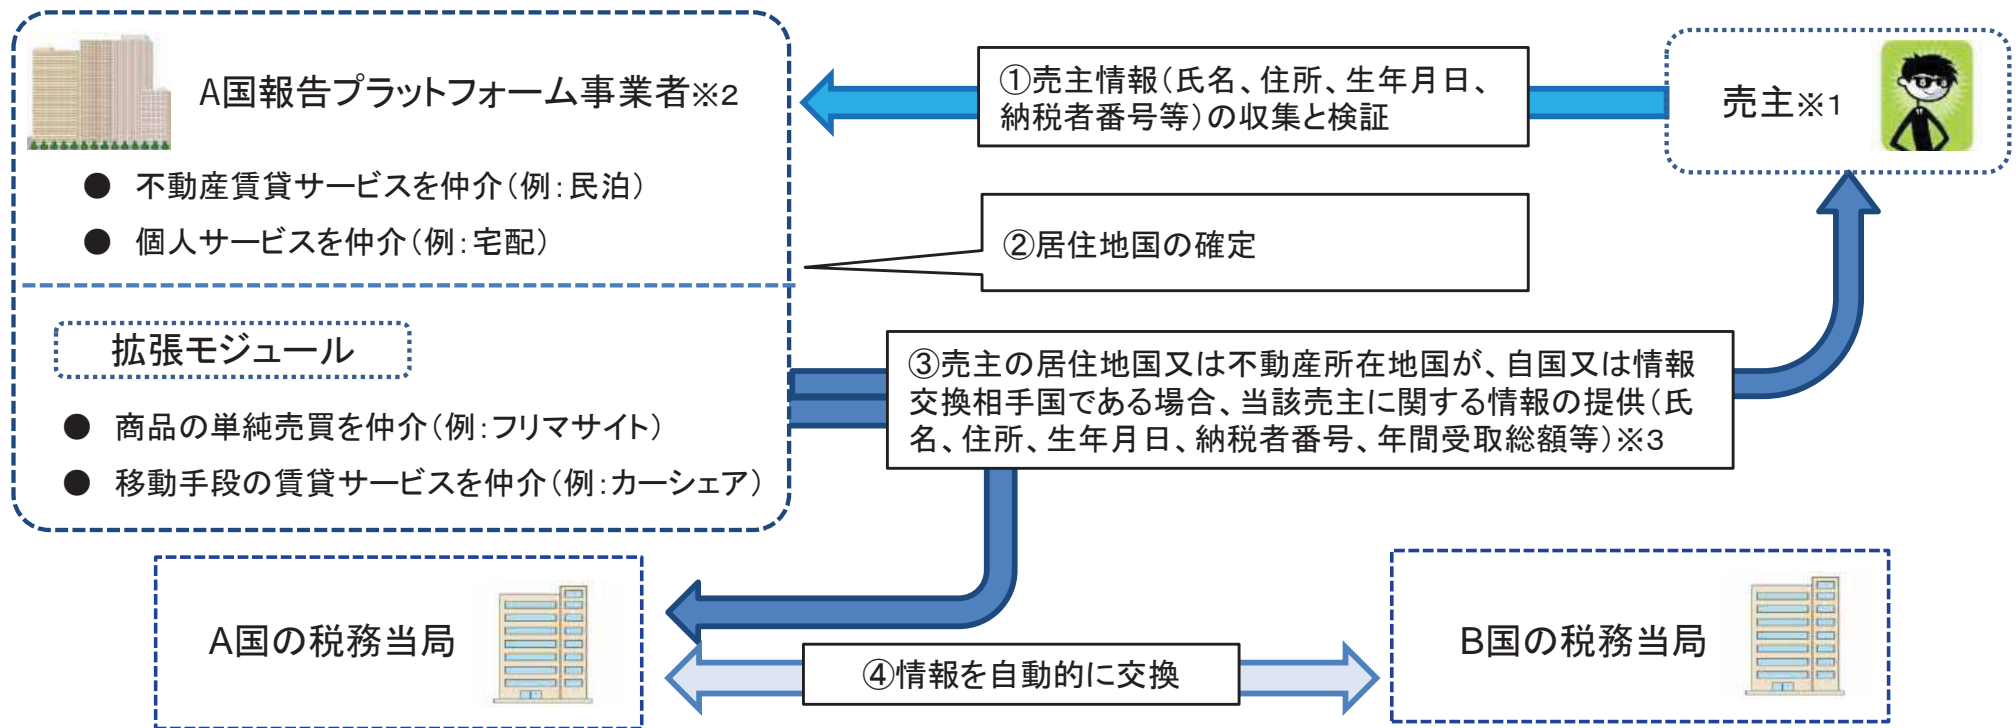 A国報告プラットフォーム事業者※2
● 不動産賃貸サービスを仲介(例:民泊)
● 個人サービスを仲介(例:宅配)
拡張モジュール
● 商品の単純売買を仲介(例:フリマサイト)
● 移動手段の賃貸サービスを仲介(例:カーシェア)
①売主情報(氏名、住所、生年月日、
納税者番号等)の収集と検証
売主※1
②居住地国の確定
③売主の居住地国又は不動産所在地国が、自国又は情報
交換相手国である場合、当該売主に関する情報の提供(氏
名、住所、生年月日、納税者番号、年間受取総額等)※3
A国の税務当局
④情報を自動的に交換
B国の税務当局